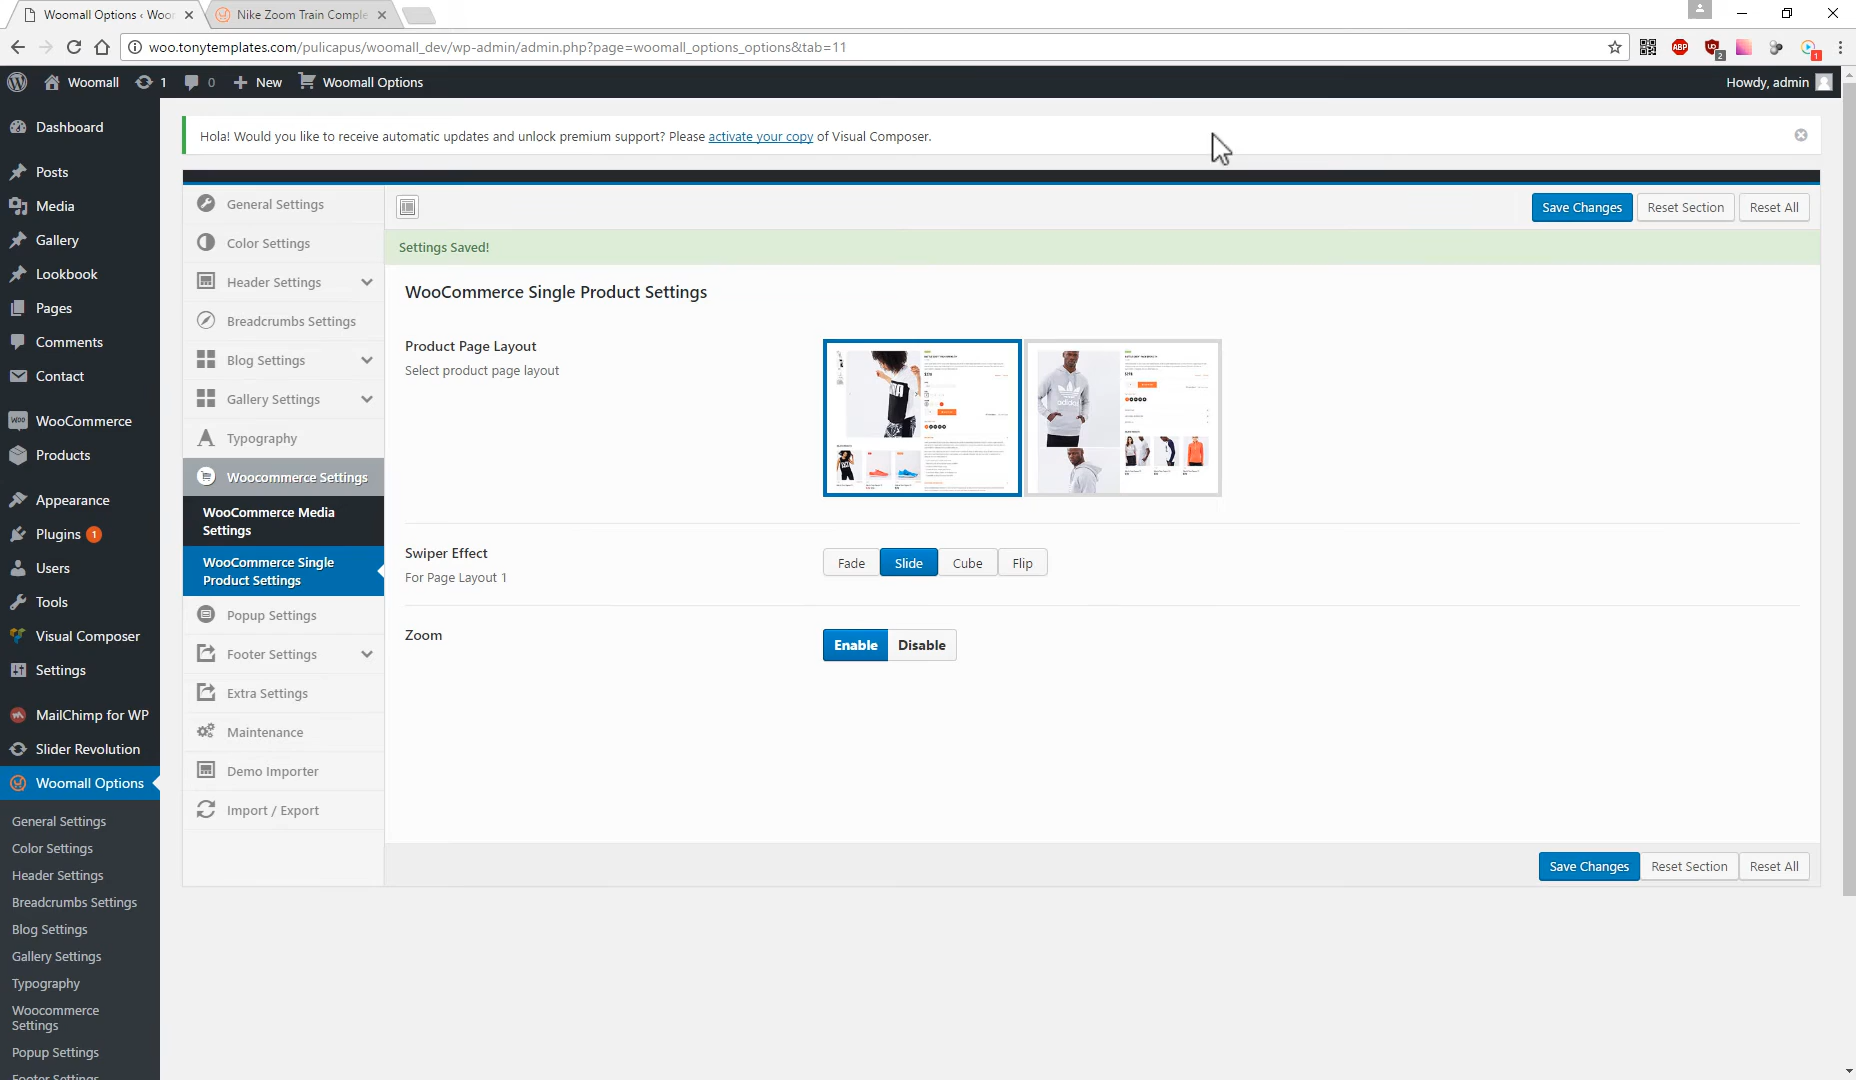 Woomall Options ‹ Woo
Nike Zoom Train Comple
woo.tonytemplates.com/pulicapus/woomall_dev/wp-admin/admin.php?page=woomall_options_options&tab=11
ABP
2
1
Woomall
1
0
New
Woomall Options
Howdy, admin
Dashboard
Posts
Media
Gallery
Lookbook
Pages
Comments
Contact
WooCommerce
Products
Appearance
Plugins 1
Users
Tools
Visual Composer
Settings
MailChimp for WP
Slider Revolution
Woomall Options
General Settings
Color Settings
Header Settings
Breadcrumbs Settings
Blog Settings
Gallery Settings
Typography
Woocommerce
Settings
Popup Settings
Footer Settings
Hola! Would you like to receive automatic updates and unlock premium support? Please activate your copy of Visual Composer.
General Settings
Color Settings
Header Settings
Breadcrumbs Settings
Blog Settings
Gallery Settings
Typography
Woocommerce Settings
WooCommerce Media
Settings
WooCommerce Single
Product Settings
Popup Settings
Footer Settings
Extra Settings
Maintenance
Demo Importer
Import / Export
Save Changes
Reset Section
Reset All
Settings Saved!
WooCommerce Single Product Settings
Product Page Layout
Select product page layout
Swiper Effect
For Page Layout 1
Fade
Slide
Cube
Flip
Zoom
Enable
Disable
Save Changes
Reset Section
Reset All